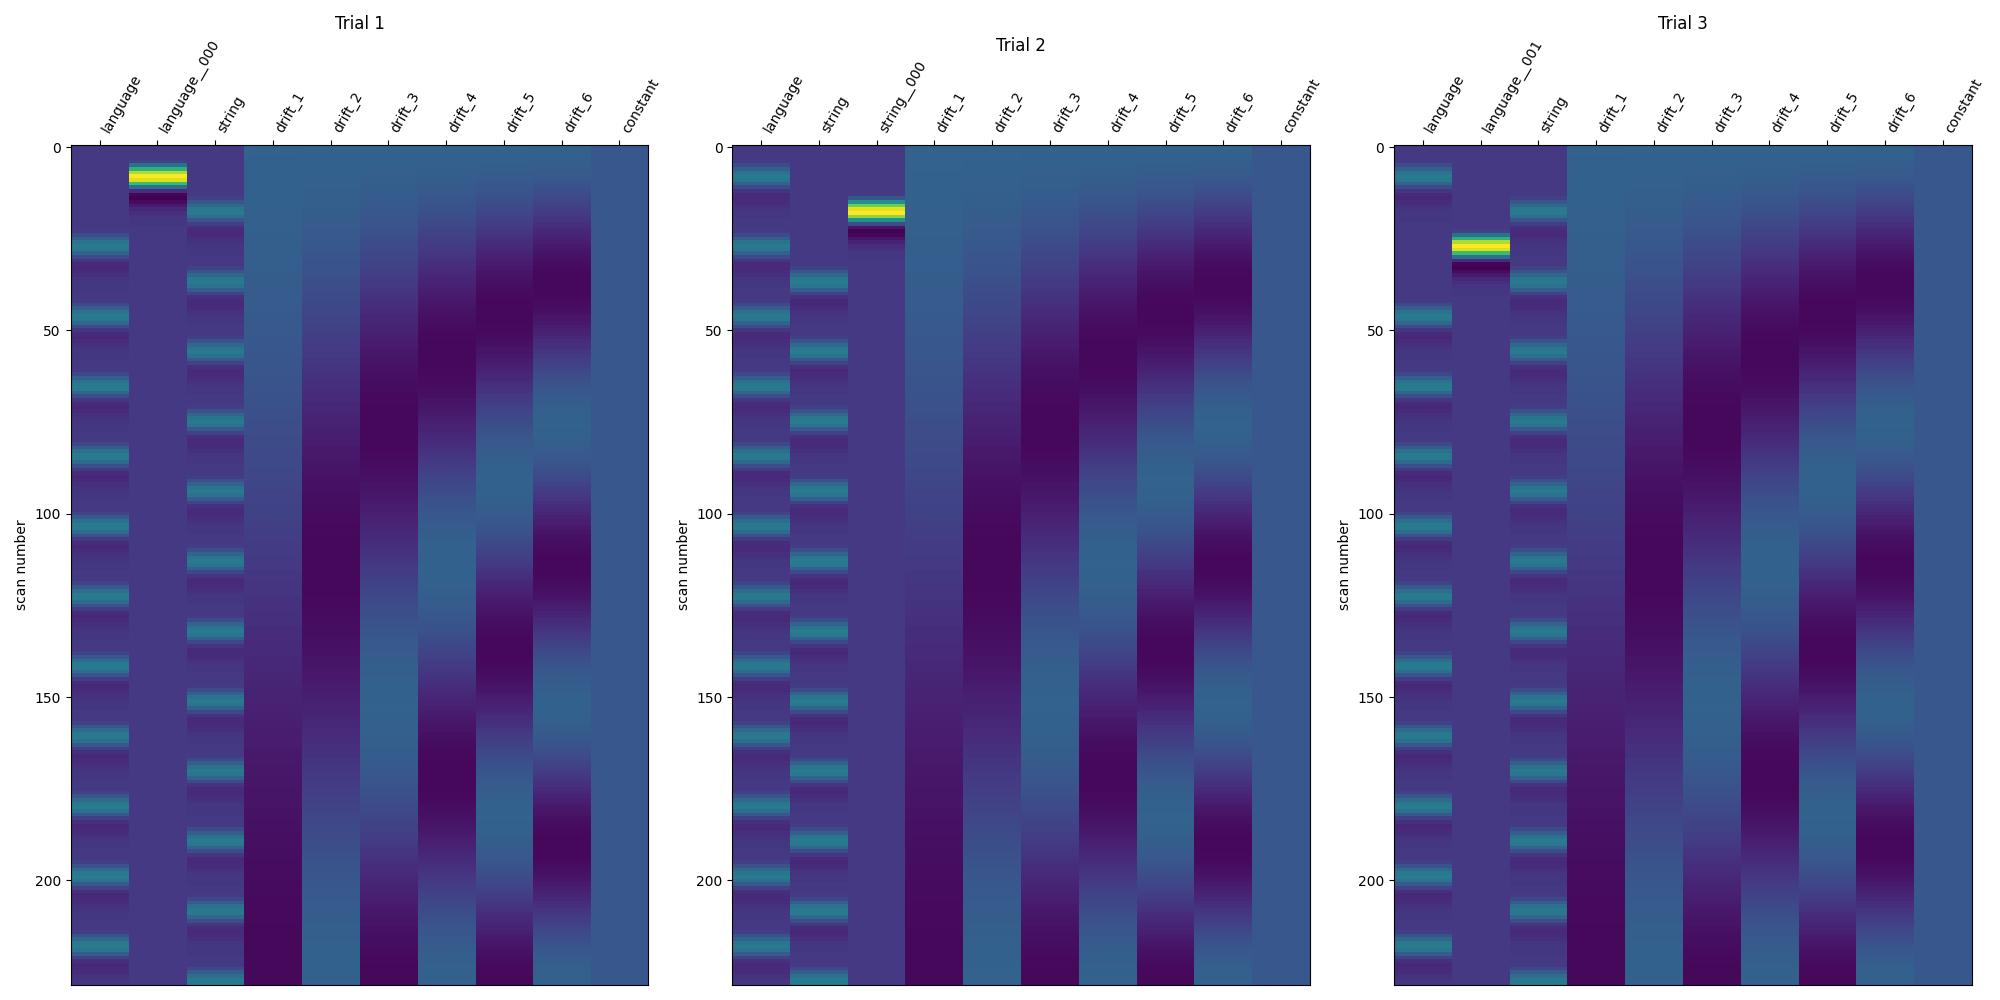 Trial 1
language
language__000
string
drift_1
drift_2
drift_3
drift_4
drift_5
drift_6
constant
0
50
100
150
200
scan number
Trial 2
language
string
string__000
drift_1
drift_2
drift_3
drift_4
drift_5
drift_6
constant
0
50
100
150
200
scan number
Trial 3
language
language__001
string
drift_1
drift_2
drift_3
drift_4
drift_5
drift_6
constant
0
50
100
150
200
scan number